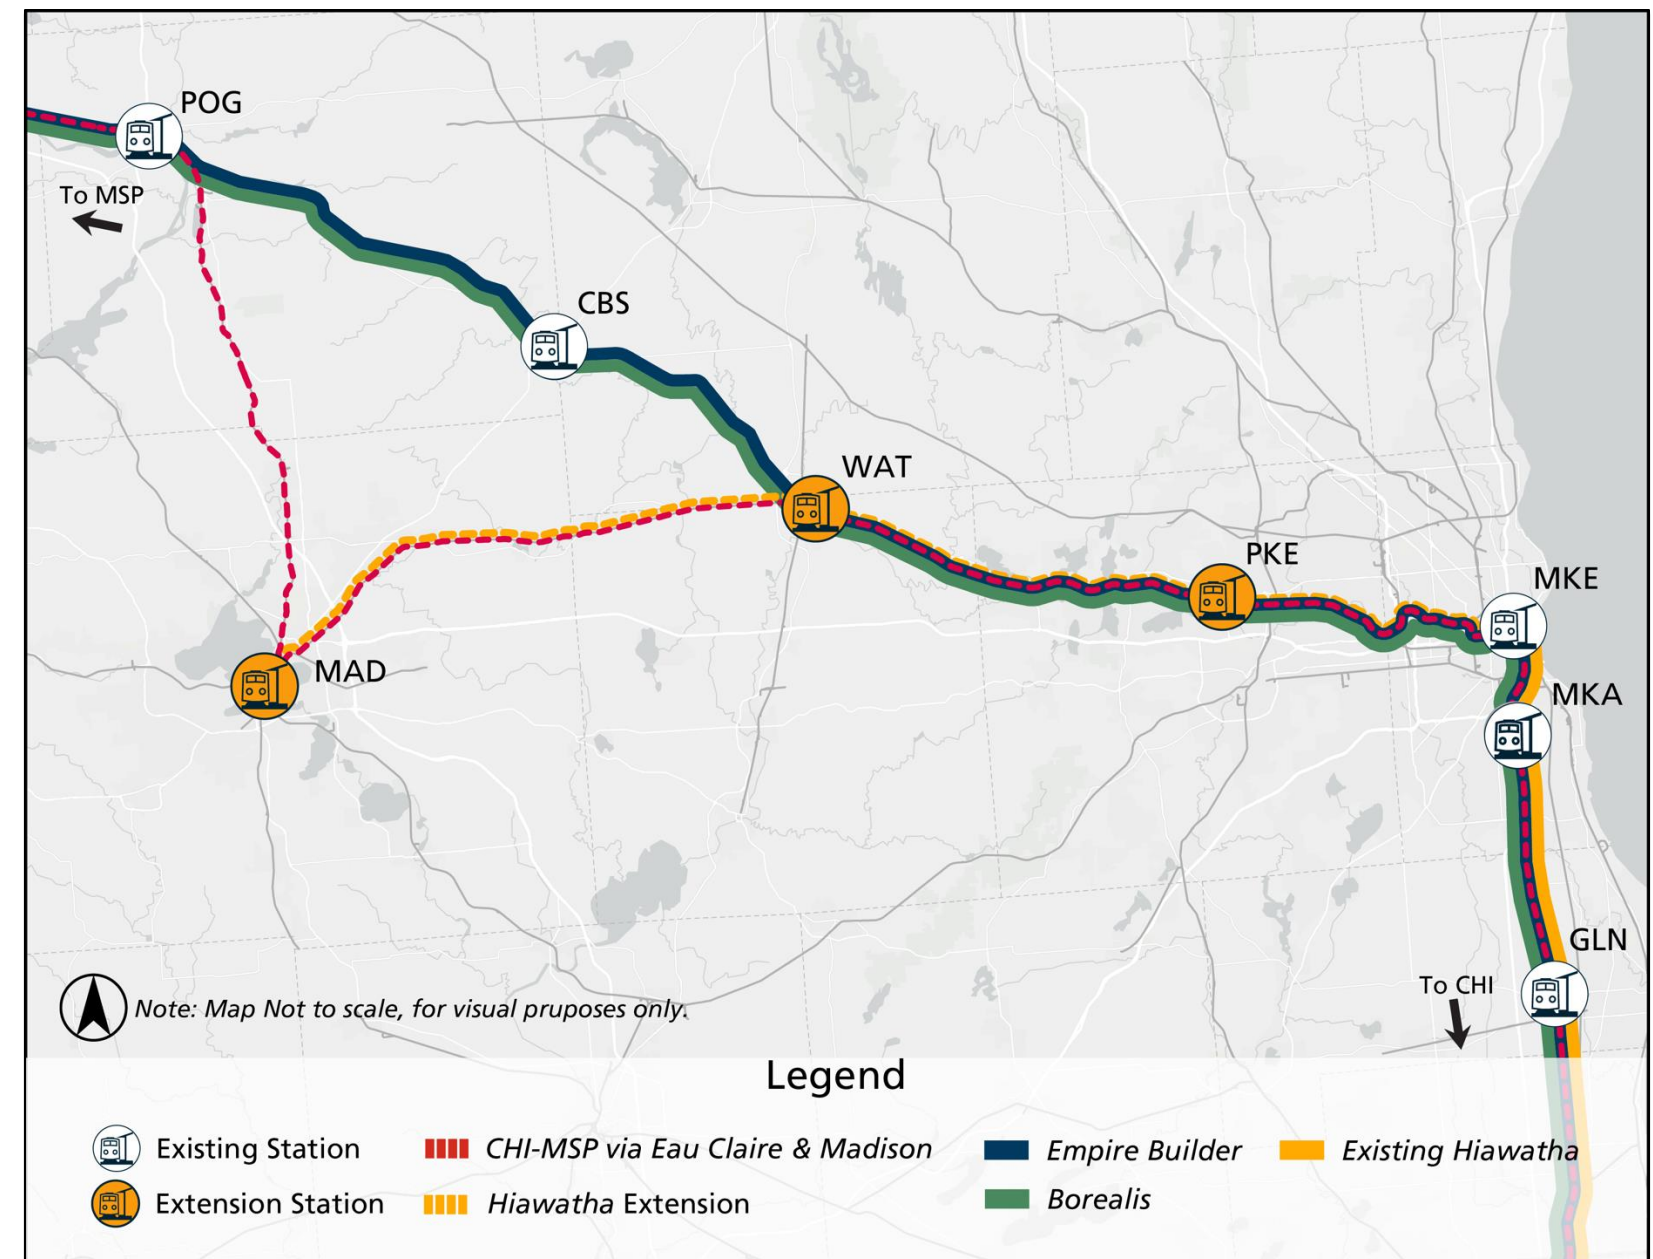 POG
To MSP
CBS
WAT
PKE
MKE
MAD
MKA
GLN
To CHI
Note: Map Not to scale, for visual pruposes only.
Legend
Existing Station
CHI-MSP via Eau Claire & Madison
Empire Builder
Existing Hiawatha
Extension Station
Hiawatha Extension
Borealis